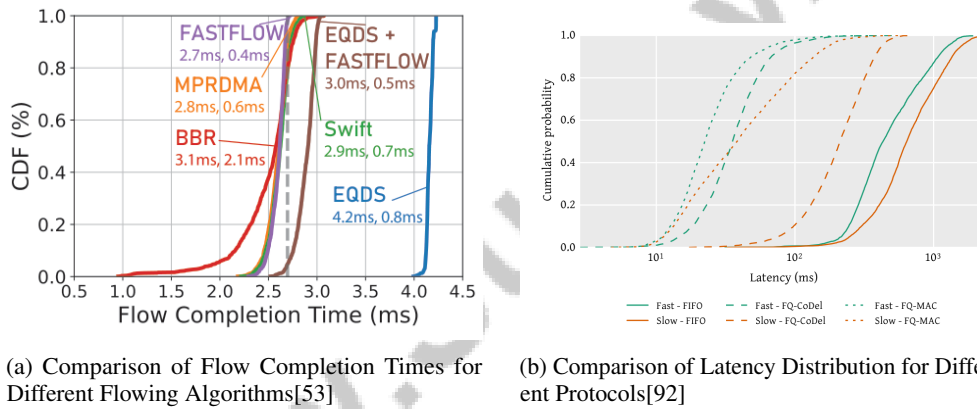 1.0
0.8
0.6
0.4
0.2
0.0
CDF (%)
FASTFLOW
2.7ms, 0.4ms
MPRDMA
2.8ms, 0.6ms
BBR
3.1ms, 2.1ms
EQDS +
FASTFLOW
3.0ms, 0.5ms
Swift
2.9ms, 0.7ms
EQDS
4.2ms, 0.8ms
0.5 1.0 1.5 2.0 2.5 3.0 3.5 4.0 4.5
Flow Completion Time (ms)
(a) Comparison of Flow Completion Times for
Different Flowing Algorithms[53]
1.0
0.8
0.6
0.4
0.2
0.0
Cumulative probability
10¹ 10² 10³
Latency (ms)
Fast - FIFO Fast - FQ-CoDel Fast - FQ-MAC
Slow - FIFO Slow - FQ-CoDel Slow - FQ-MAC
(b) Comparison of Latency Distribution for Diffe
ent Protocols[92]